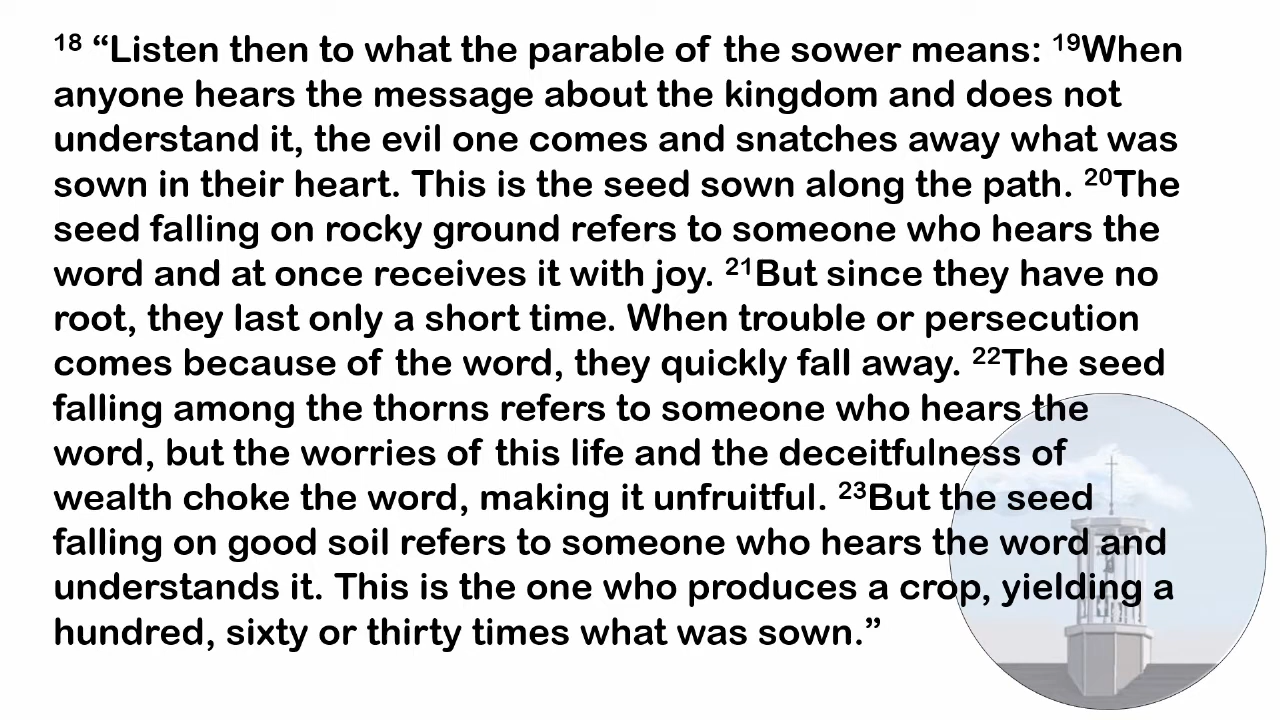 18 “Listen then to what the parable of the sower means: 19When
anyone hears the message about the kingdom and does not
understand it, the evil one comes and snatches away what was
sown in their heart. This is the seed sown along the path. 20The
seed falling on rocky ground refers to someone who hears the
word and at once receives it with joy. 21But since they have no
root, they last only a short time. When trouble or persecution
comes because of the word, they quickly fall away. 22The seed
falling among the thorns refers to someone who hears the
word, but the worries of this life and the deceitfulness of
wealth choke the word, making it unfruitful. 23But the seed
falling on good soil refers to someone who hears the word and
understands it. This is the one who produces a crop, yielding a
hundred, sixty or thirty times what was sown.”